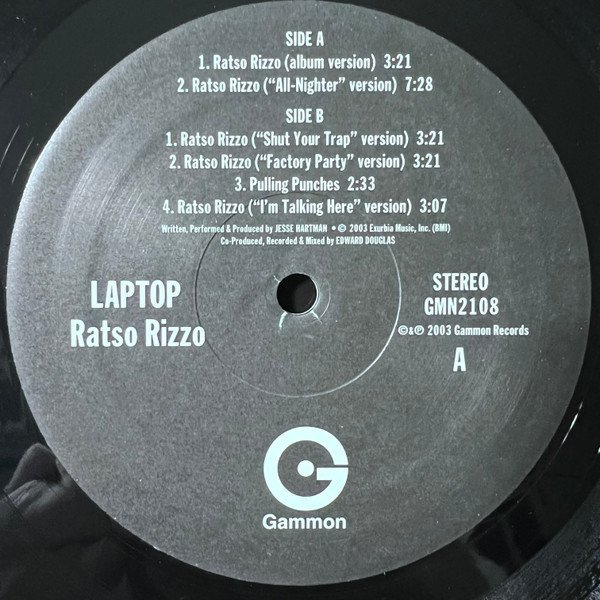 SIDE A
1. Ratso Rizzo (album version) 3:21
2. Ratso Rizzo (“All-Nighter” version) 7:28
SIDE B
1. Ratso Rizzo (“Shut Your Trap” version) 3:21
2. Ratso Rizzo (“Factory Party” version) 3:21
3. Pulling Punches 2:33
4. Ratso Rizzo (“I’m Talking Here” version) 3:07
Written, Performed & Produced by JESSE HARTMAN • © 2003 Exurbia Music, Inc. (BMI)
Co-Produced, Recorded & Mixed by EDWARD DOUGLAS
LAPTOP
Ratso Rizzo
STEREO
GMN2108
©&℗ 2003 Gammon Records
A
G
Gammon